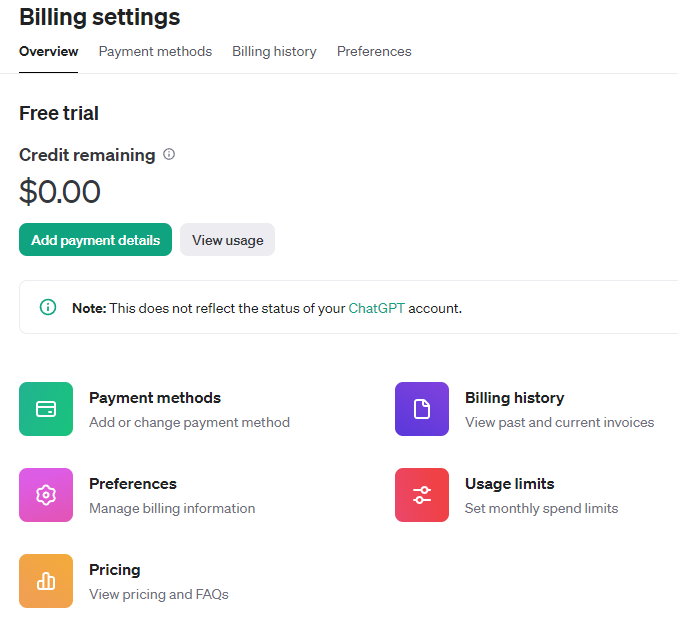 Billing settings
Overview Payment methods Billing history Preferences
Free trial
Credit remaining
$0.00
Add payment details View usage
Note: This does not reflect the status of your ChatGPT account.
Payment methods
Add or change payment method
Billing history
View past and current invoices
Preferences
Manage billing information
Usage limits
Set monthly spend limits
Pricing
View pricing and FAQs